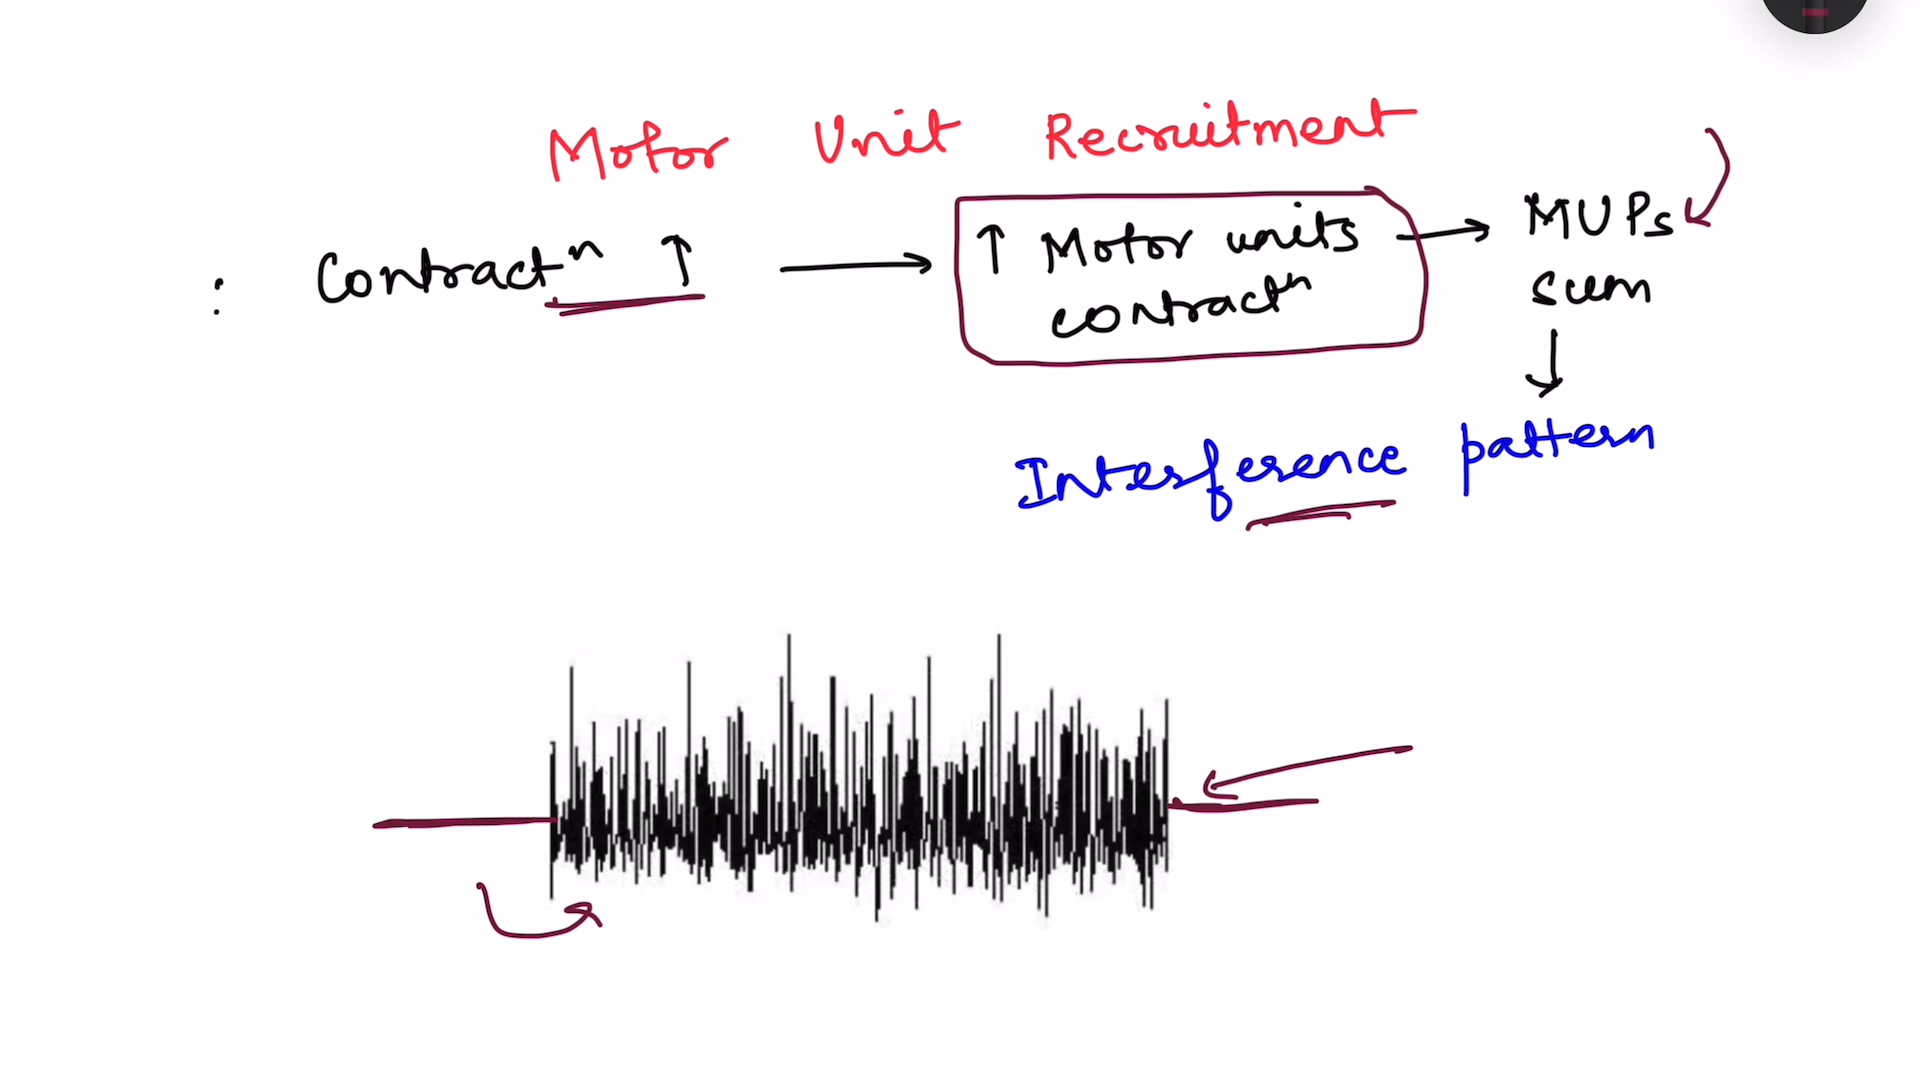 Motor Unit Recruitment
: Contractⁿ ↑ → ↑ Motor units → MUPs
contractⁿ sum
↓
Interference pattern